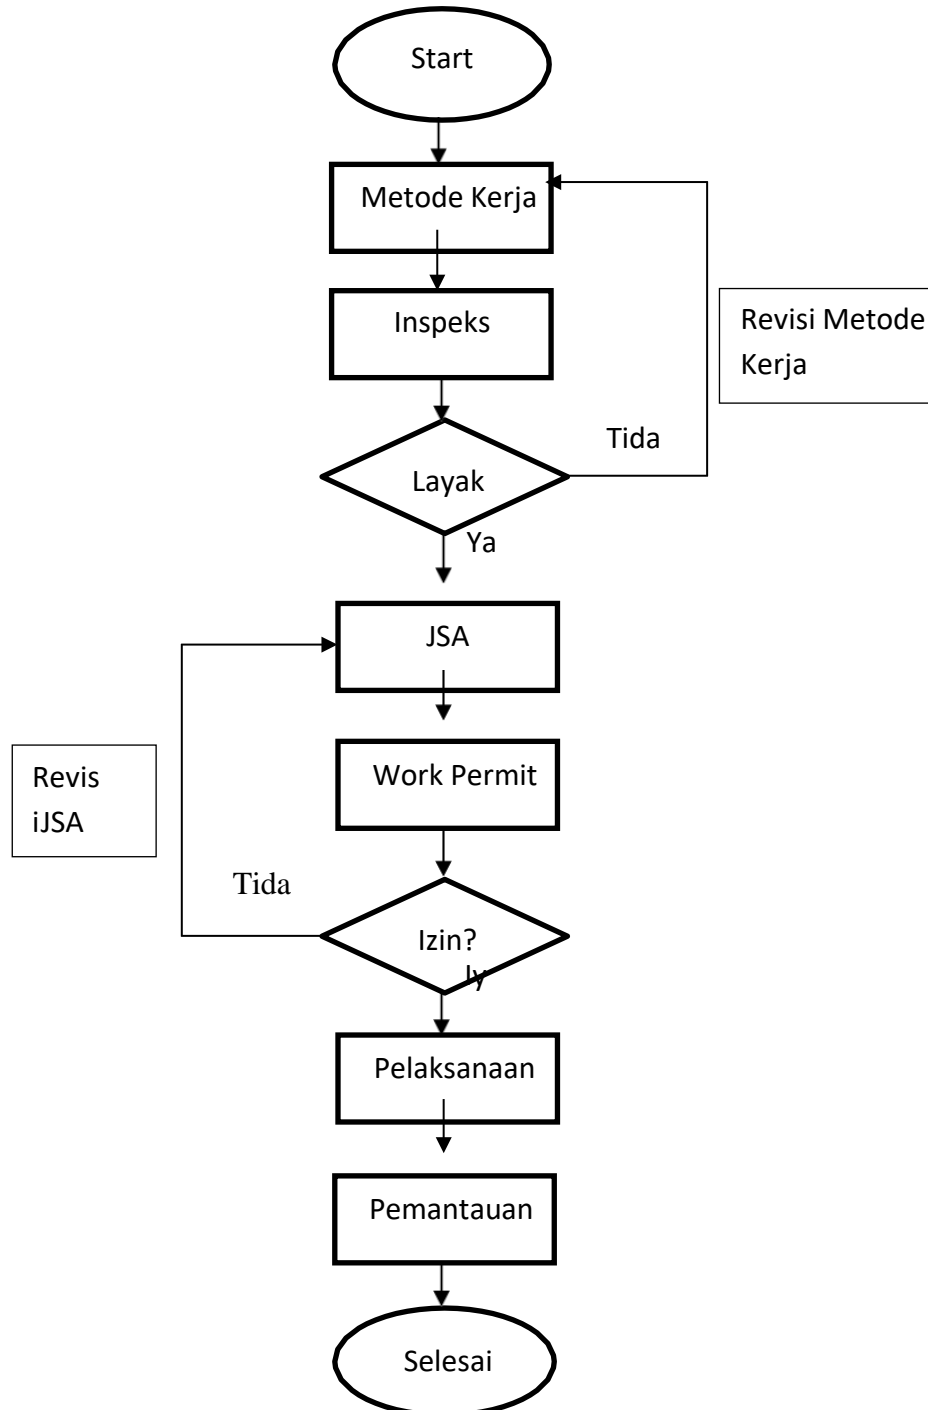 Start
Metode Kerja
Inspeks
Revisi Metode
Kerja
Tida
Layak
Ya
JSA
Work Permit
Revis
iJSA
Tida
Izin?
Iy
Pelaksanaan
Pemantauan
Selesai